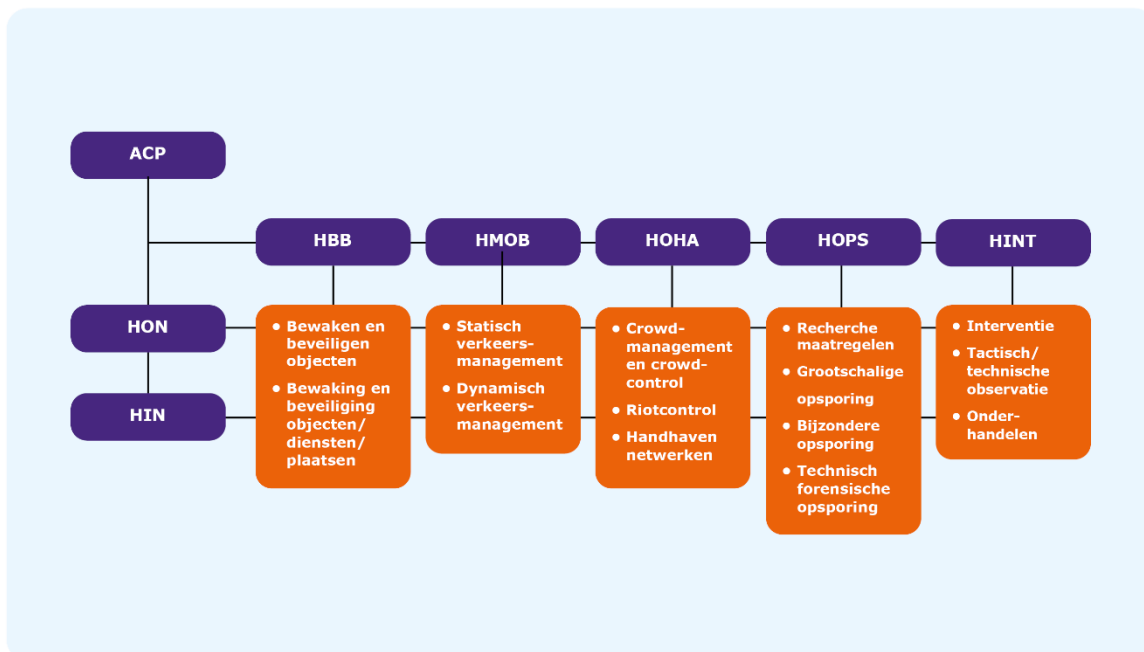 ACP
HBB
HMOB
HOHA
HOPS
HINT
HON
HIN
• Bewaken en
beveiligen
objecten
• Bewaking en
beveiliging
objecten/
diensten/
plaatsen
• Statisch
verkeers-
management
• Dynamisch
verkeers-
management
• Crowd-
management
en crowd-
control
• Riotcontrol
• Handhaven
netwerken
• Recherche
maatregelen
• Grootschalige
opsporing
• Bijzondere
opsporing
• Technisch
forensische
opsporing
• Interventie
• Tactisch/
technische
observatie
• Onder-
handelen